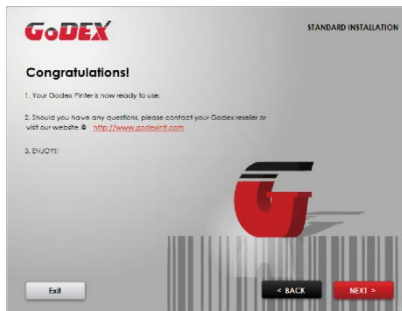 GoDEX
STANDARD INSTALLATION
Congratulations!
1. Your Godex Pinter is now ready to use.
2. Should you have any questions, please contact your Godex reseller or
visit our website @ http://www.godexintl.com
3. ENJOY!!
Exit
< BACK
NEXT >